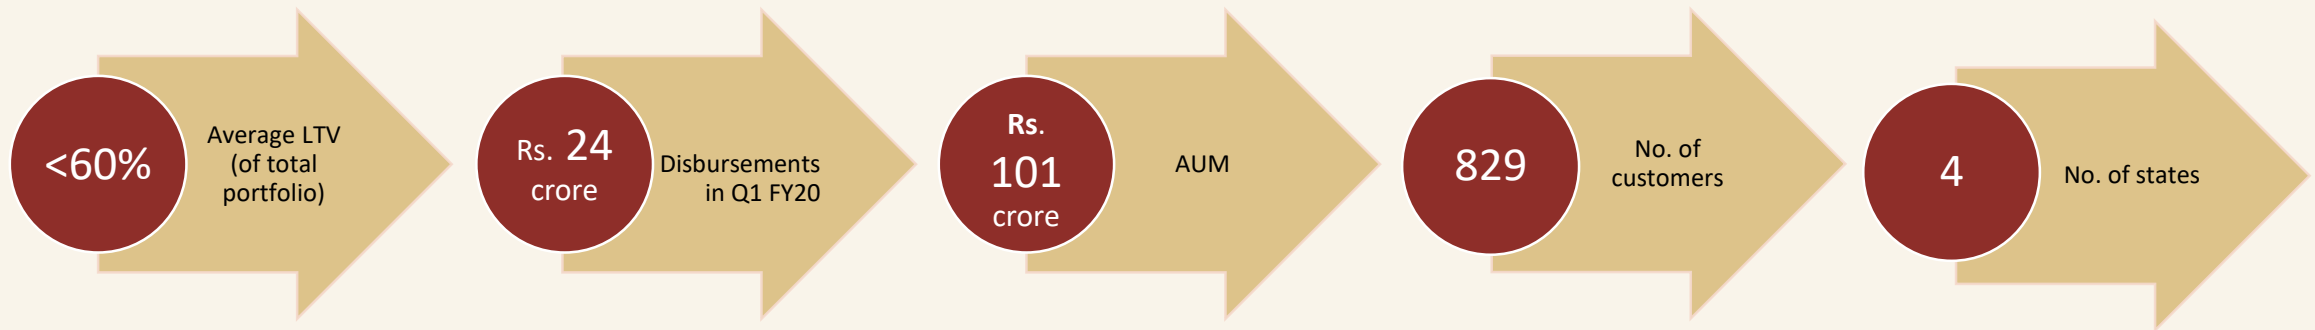 <60%
Average LTV
(of total
portfolio)
Rs. 24
crore
Disbursements
in Q1 FY20
Rs.
101
crore
AUM
829
No. of
customers
4
No. of states